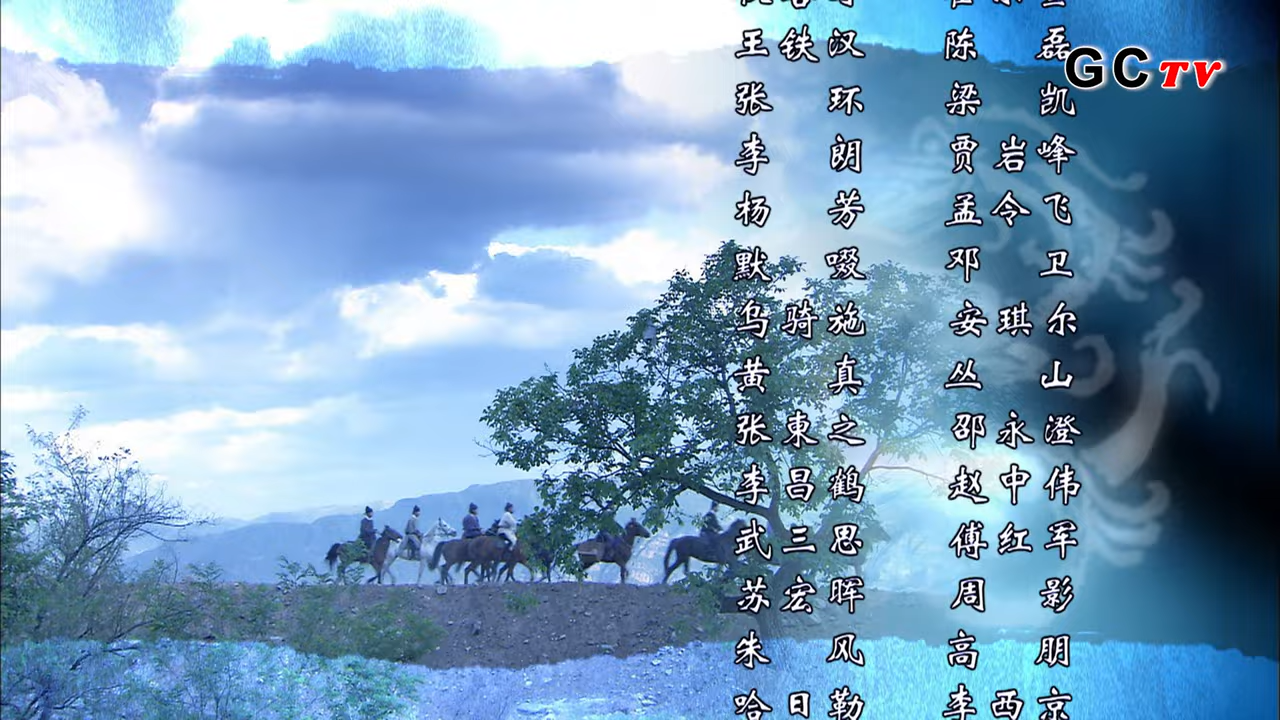 GCTV
王铁汉 陈磊
张环 梁凯
李朗 贾岩峰
杨芳 孟令飞
默啜 邓卫
乌骑施 安琪尔
黄真 丛山
张東之 邵永澄
李昌鹤 赵中伟
武三思 傅红军
苏宏晖 周影
朱风 高朋
哈日勒 李西京